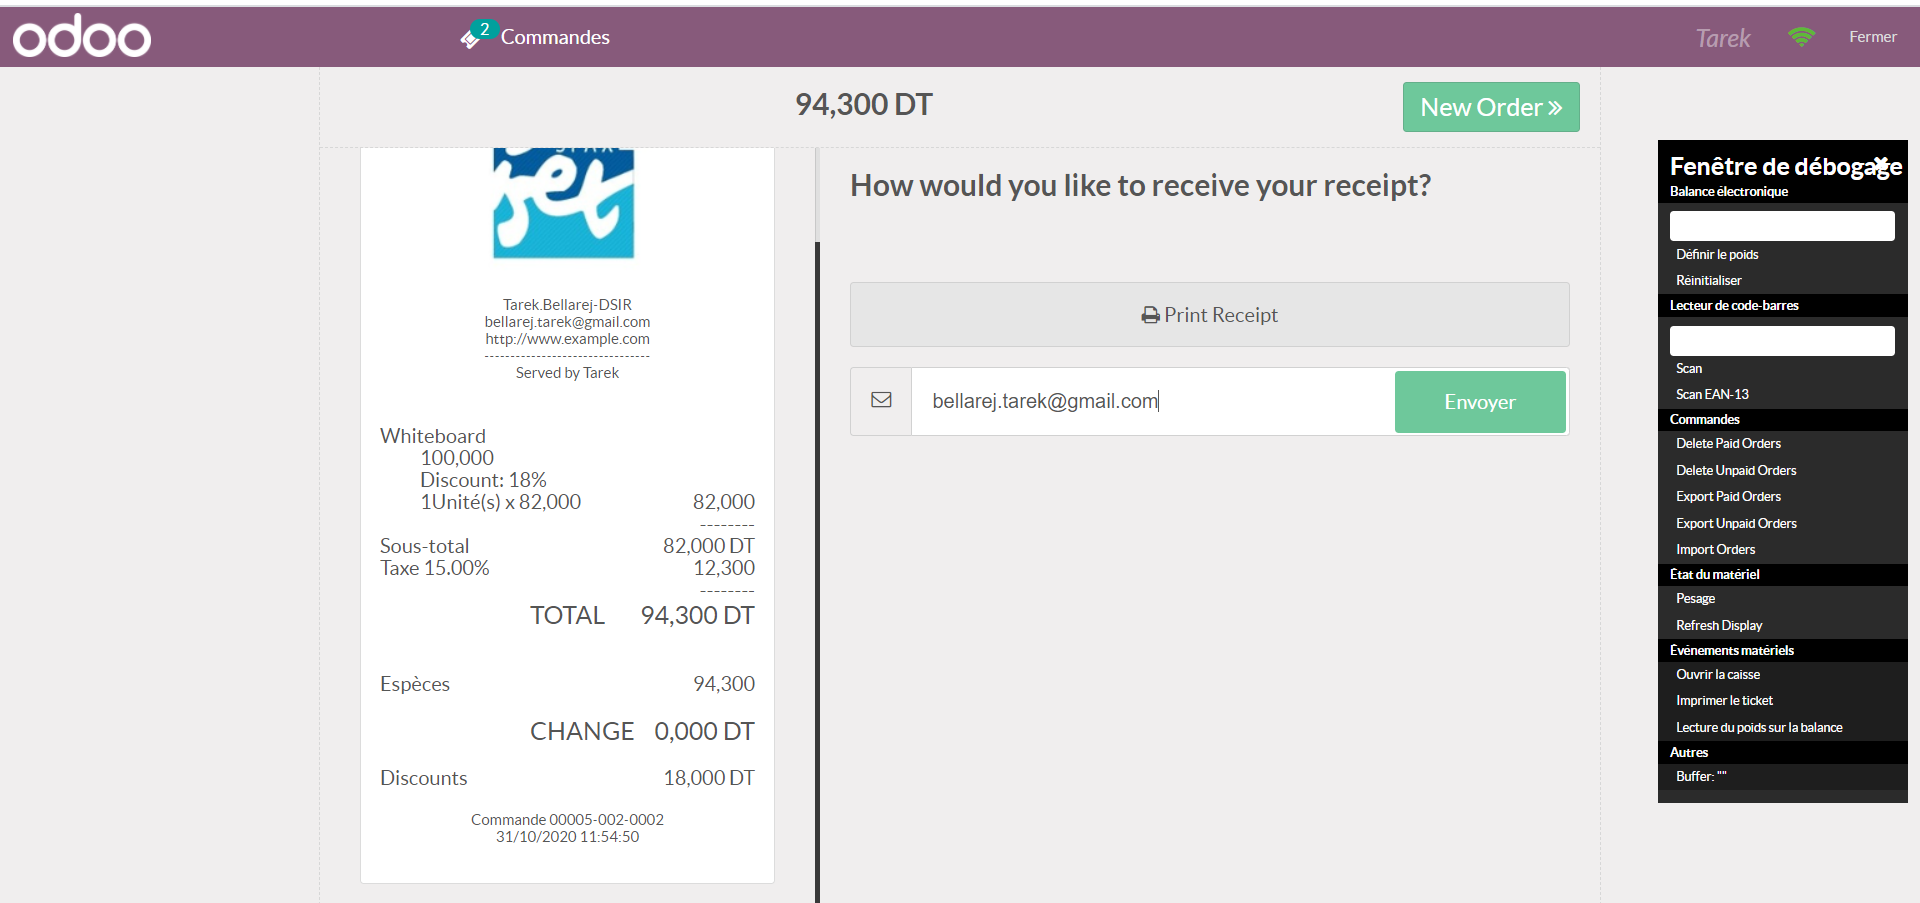 odoo
2
Commandes
Tarek
Fermer
94,300 DT
New Order
Tarek.Bellarej-DSIR
bellarej.tarek@gmail.com
http://www.example.com
--------------------------------
Served by Tarek
Whiteboard
100,000
Discount: 18%
1Unité(s) x 82,000 82,000
--------
Sous-total 82,000 DT
Taxe 15.00% 12,300
--------
TOTAL 94,300 DT
Espèces 94,300
CHANGE 0,000 DT
Discounts 18,000 DT
Commande 00005-002-0002
31/10/2020 11:54:50
How would you like to receive your receipt?
Print Receipt
bellarej.tarek@gmail.com
Envoyer
Fenêtre de débogage
Balance électronique
Définir le poids
Réinitialiser
Lecteur de code-barres
Scan
Scan EAN-13
Commandes
Delete Paid Orders
Delete Unpaid Orders
Export Paid Orders
Export Unpaid Orders
Import Orders
État du matériel
Pesage
Refresh Display
Événements matériels
Ouvrir la caisse
Imprimer le ticket
Lecture du poids sur la balance
Autres
Buffer: ""